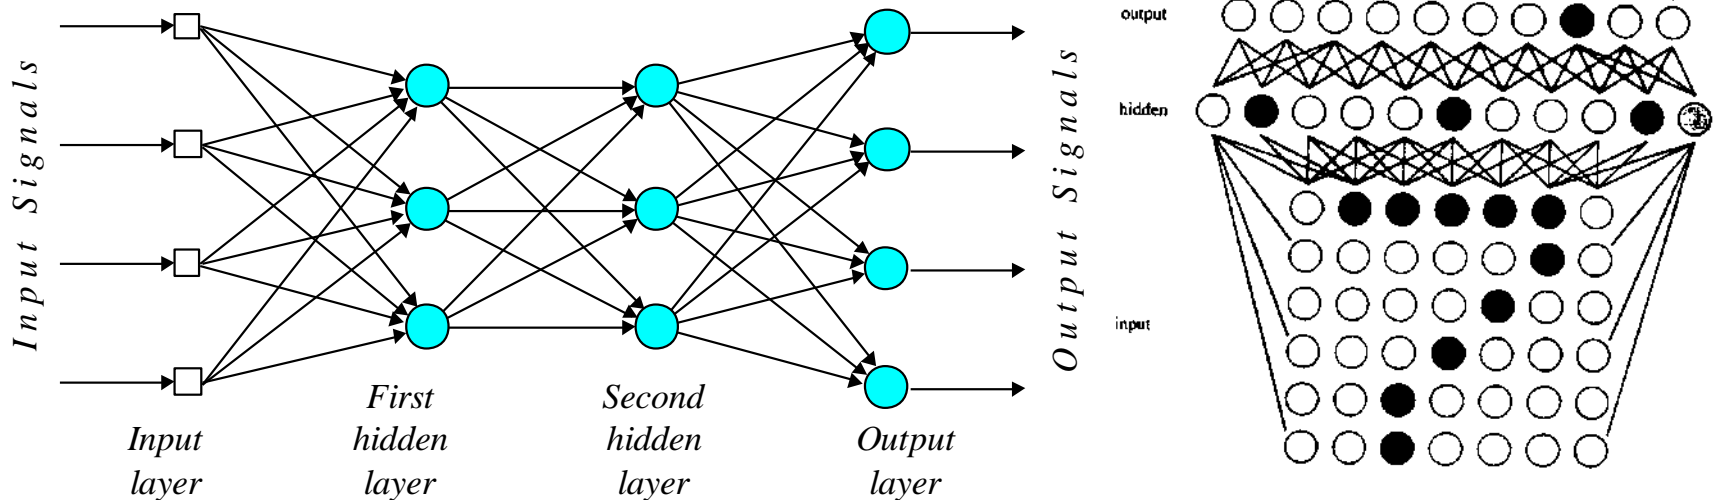 Input Signals
First
hidden
layer
Second
hidden
layer
Input
layer
Output
layer
Output Signals
output
hidden
input